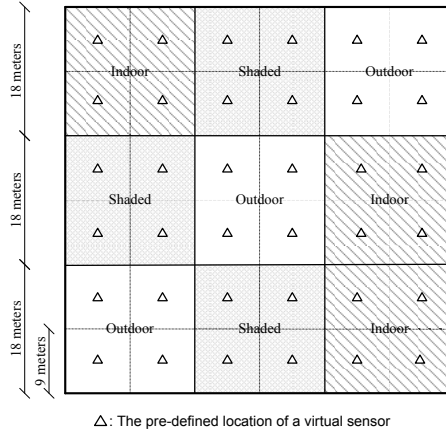 18 meters
Indoor
Shaded
Outdoor
18 meters
Shaded
Outdoor
Indoor
18 meters
9 meters
Outdoor
Shaded
Indoor
△: The pre-defined location of a virtual sensor